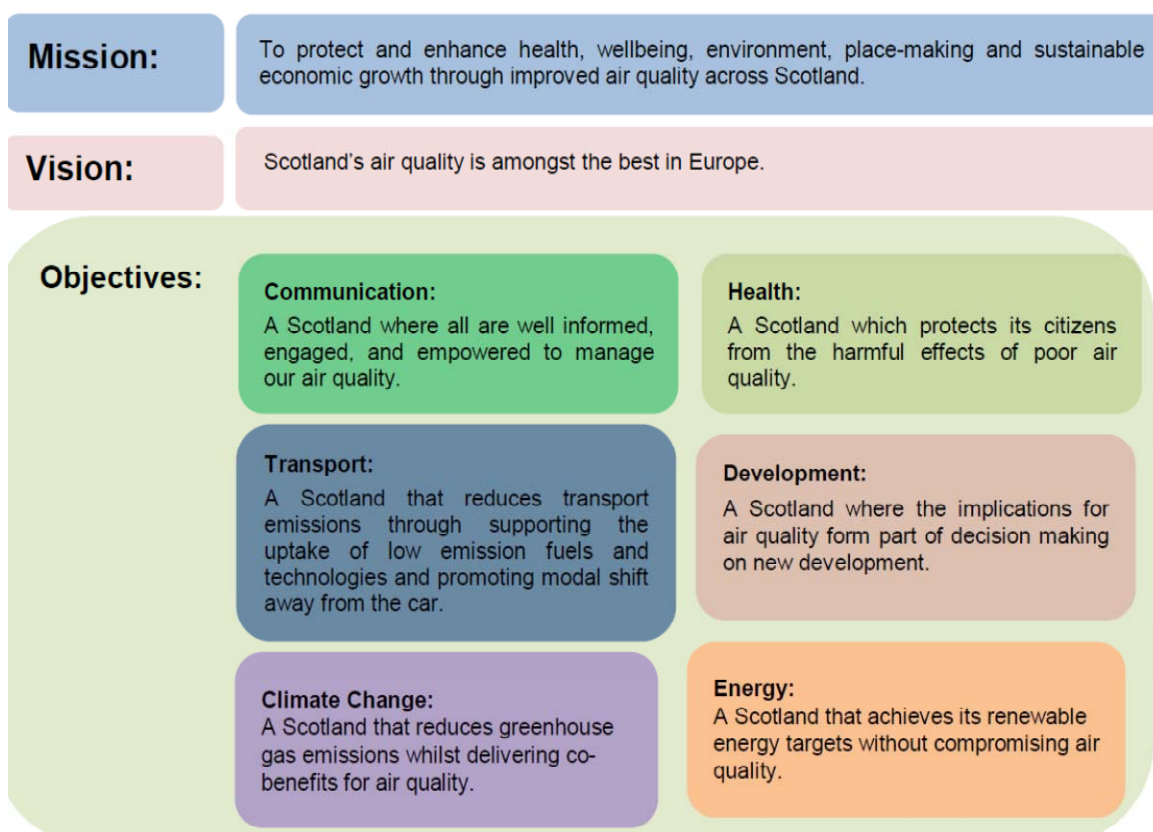 Mission:
To protect and enhance health, wellbeing, environment, place-making and sustainable
economic growth through improved air quality across Scotland.
Vision:
Scotland's air quality is amongst the best in Europe.
Objectives:
Communication:
A Scotland where all are well informed,
engaged, and empowered to manage
our air quality.
Health:
A Scotland which protects its citizens
from the harmful effects of poor air
quality.
Transport:
A Scotland that reduces transport
emissions through supporting the
uptake of low emission fuels and
technologies and promoting modal shift
away from the car.
Development:
A Scotland where the implications for
air quality form part of decision making
on new development.
Climate Change:
A Scotland that reduces greenhouse
gas emissions whilst delivering co-
benefits for air quality.
Energy:
A Scotland that achieves its renewable
energy targets without compromising air
quality.